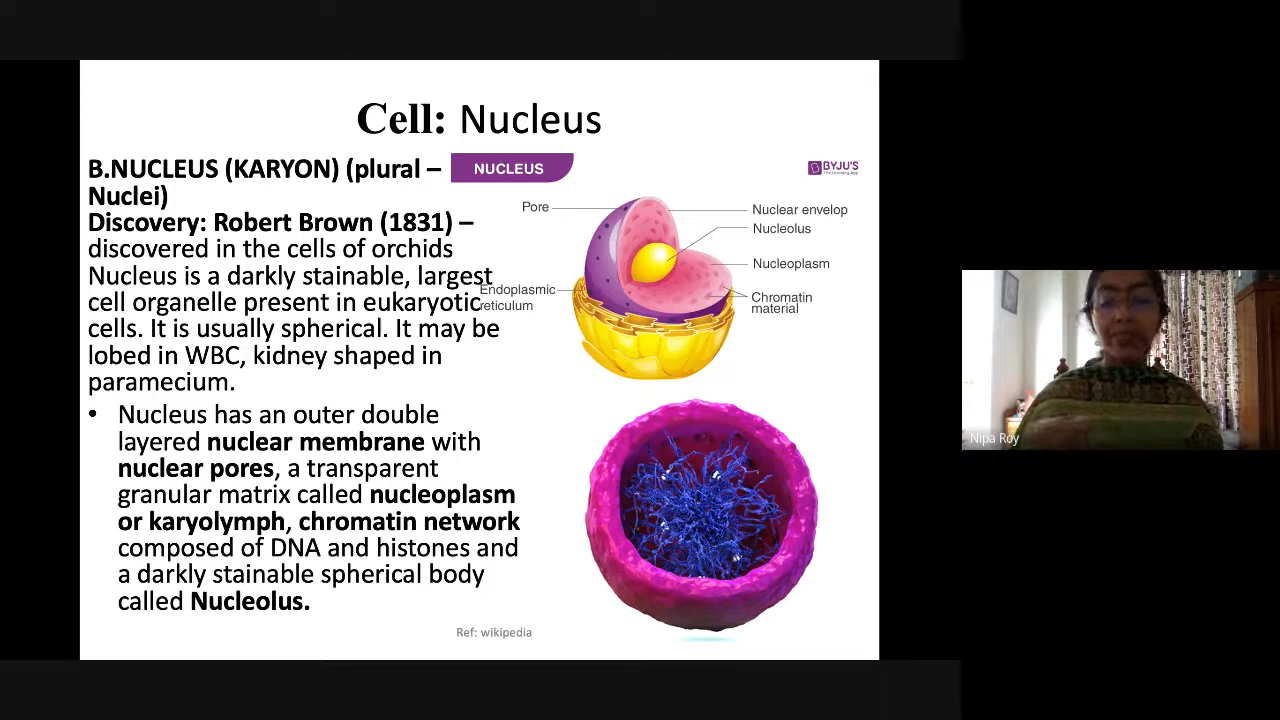 Cell: Nucleus
B.NUCLEUS (KARYON) (plural –
Nuclei)
Discovery: Robert Brown (1831) –
discovered in the cells of orchids
Nucleus is a darkly stainable, largest
cell organelle present in eukaryotic
cells. It is usually spherical. It may be
lobed in WBC, kidney shaped in
paramecium.
• Nucleus has an outer double
layered nuclear membrane with
nuclear pores, a transparent
granular matrix called nucleoplasm
or karyolymph, chromatin network
composed of DNA and histones and
a darkly stainable spherical body
called Nucleolus.
NUCLEUS
BYJU'S
The Learning App
Pore
Nuclear envelop
Nucleolus
Nucleoplasm
Endoplasmic
reticulum
Chromatin
material
Ref: wikipedia
Nipa Roy